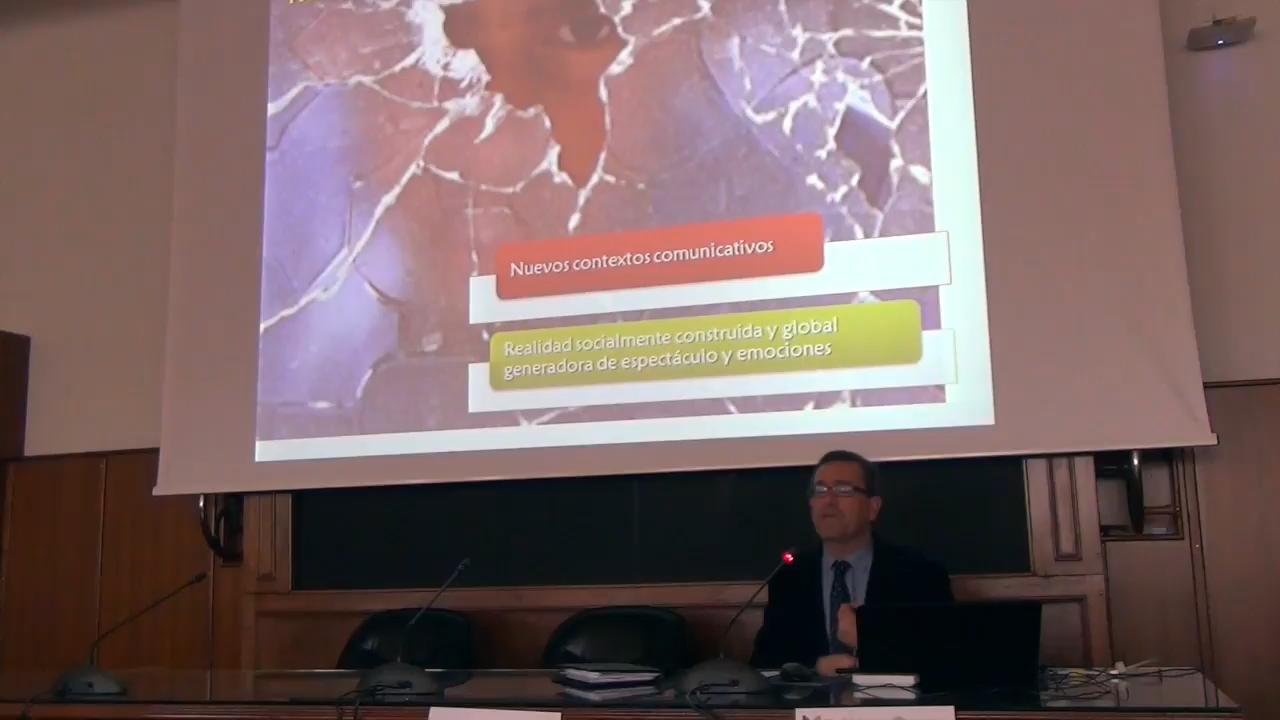 Nuevos contextos comunicativos
Realidad socialmente construida y global
generadora de espectáculo y emociones